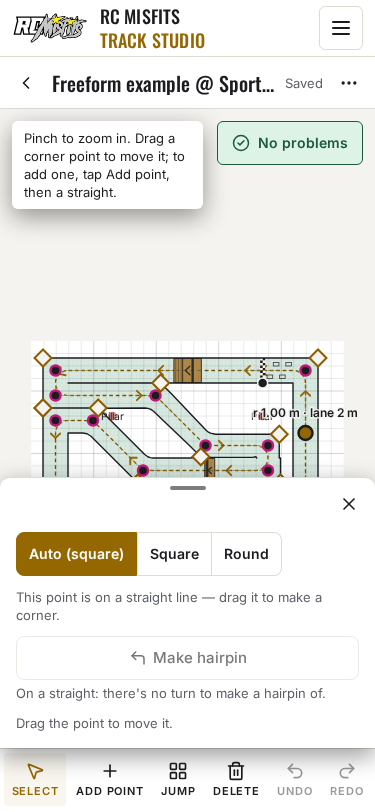 RC MISFITS
RC MISFITS
TRACK STUDIO
Freeform example @ Sport…
Saved
Pinch to zoom in. Drag a
corner point to move it; to
add one, tap Add point,
then a straight.
No problems
Pillar
r 1.00 m · lane 2 m
Auto (square)
Square
Round
This point is on a straight line — drag it to make a
corner.
Make hairpin
On a straight: there's no turn to make a hairpin of.
Drag the point to move it.
SELECT
ADD POINT
JUMP
DELETE
UNDO
REDO